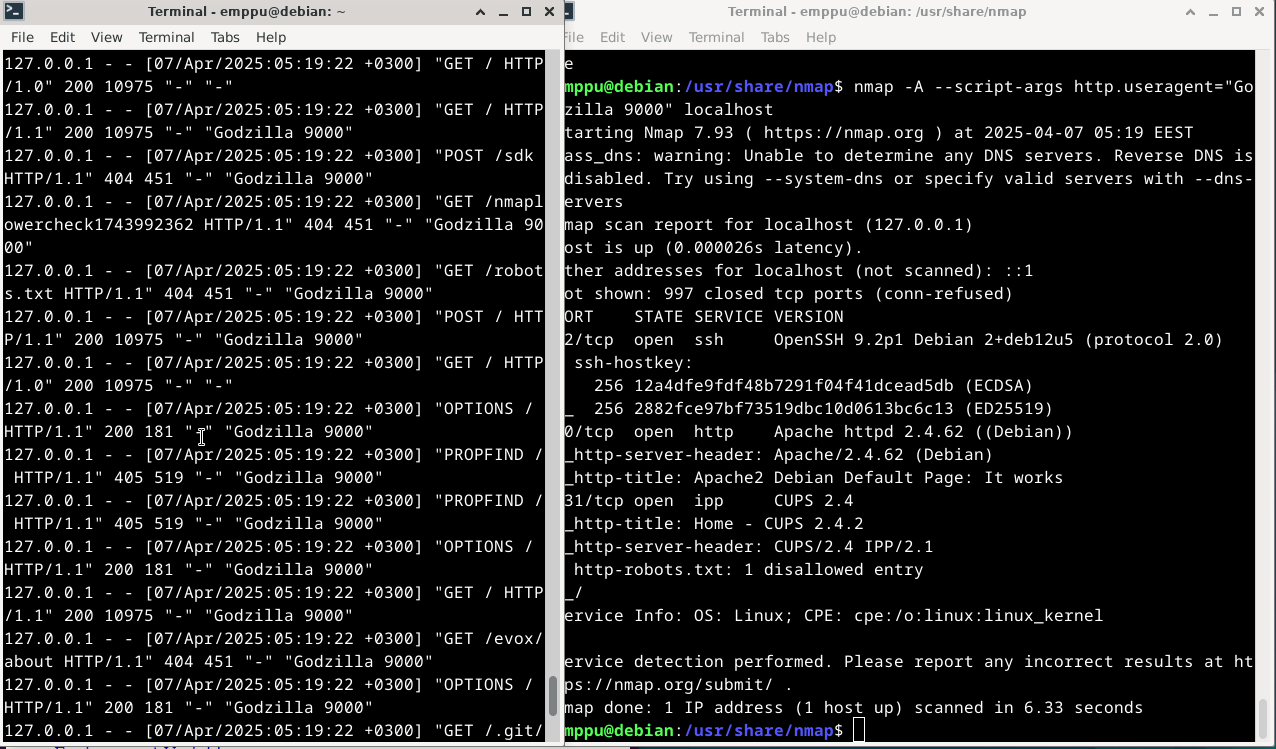 Terminal - emppu@debian: ~
File Edit View Terminal Tabs Help
127.0.0.1 - - [07/Apr/2025:05:19:22 +0300] "GET / HTTP
/1.0" 200 10975 "-" "-"
127.0.0.1 - - [07/Apr/2025:05:19:22 +0300] "GET / HTTP
/1.1" 200 10975 "-" "Godzilla 9000"
127.0.0.1 - - [07/Apr/2025:05:19:22 +0300] "POST /sdk
HTTP/1.1" 404 451 "-" "Godzilla 9000"
127.0.0.1 - - [07/Apr/2025:05:19:22 +0300] "GET /nmapl
owercheck1743992362 HTTP/1.1" 404 451 "-" "Godzilla 90
00"
127.0.0.1 - - [07/Apr/2025:05:19:22 +0300] "GET /robot
s.txt HTTP/1.1" 404 451 "-" "Godzilla 9000"
127.0.0.1 - - [07/Apr/2025:05:19:22 +0300] "POST / HTT
P/1.1" 200 10975 "-" "Godzilla 9000"
127.0.0.1 - - [07/Apr/2025:05:19:22 +0300] "GET / HTTP
/1.0" 200 10975 "-" "-"
127.0.0.1 - - [07/Apr/2025:05:19:22 +0300] "OPTIONS /
HTTP/1.1" 200 181 "-" "Godzilla 9000"
127.0.0.1 - - [07/Apr/2025:05:19:22 +0300] "PROPFIND /
HTTP/1.1" 405 519 "-" "Godzilla 9000"
127.0.0.1 - - [07/Apr/2025:05:19:22 +0300] "PROPFIND /
HTTP/1.1" 405 519 "-" "Godzilla 9000"
127.0.0.1 - - [07/Apr/2025:05:19:22 +0300] "OPTIONS /
HTTP/1.1" 200 181 "-" "Godzilla 9000"
127.0.0.1 - - [07/Apr/2025:05:19:22 +0300] "GET / HTTP
/1.1" 200 10975 "-" "Godzilla 9000"
127.0.0.1 - - [07/Apr/2025:05:19:22 +0300] "GET /evox/
about HTTP/1.1" 404 451 "-" "Godzilla 9000"
127.0.0.1 - - [07/Apr/2025:05:19:22 +0300] "OPTIONS /
HTTP/1.1" 200 181 "-" "Godzilla 9000"
127.0.0.1 - - [07/Apr/2025:05:19:22 +0300] "GET /.git/
Terminal - emppu@debian: /usr/share/nmap
File Edit View Terminal Tabs Help
e
mppu@debian:/usr/share/nmap$ nmap -A --script-args http.useragent="Go
zilla 9000" localhost
tarting Nmap 7.93 ( https://nmap.org ) at 2025-04-07 05:19 EEST
ass_dns: warning: Unable to determine any DNS servers. Reverse DNS is
disabled. Try using --system-dns or specify valid servers with --dns-
ervers
map scan report for localhost (127.0.0.1)
ost is up (0.000026s latency).
ther addresses for localhost (not scanned): ::1
ot shown: 997 closed tcp ports (conn-refused)
ORT    STATE SERVICE VERSION
2/tcp  open  ssh     OpenSSH 9.2p1 Debian 2+deb12u5 (protocol 2.0)
ssh-hostkey:
256 12a4dfe9fdf48b7291f04f41dcead5db (ECDSA)
_  256 2882fce97bf73519dbc10d0613bc6c13 (ED25519)
0/tcp  open  http    Apache httpd 2.4.62 ((Debian))
_http-server-header: Apache/2.4.62 (Debian)
_http-title: Apache2 Debian Default Page: It works
31/tcp open  ipp     CUPS 2.4
_http-title: Home - CUPS 2.4.2
_http-server-header: CUPS/2.4 IPP/2.1
http-robots.txt: 1 disallowed entry
_/
ervice Info: OS: Linux; CPE: cpe:/o:linux:linux_kernel
ervice detection performed. Please report any incorrect results at ht
ps://nmap.org/submit/ .
map done: 1 IP address (1 host up) scanned in 6.33 seconds
mppu@debian:/usr/share/nmap$